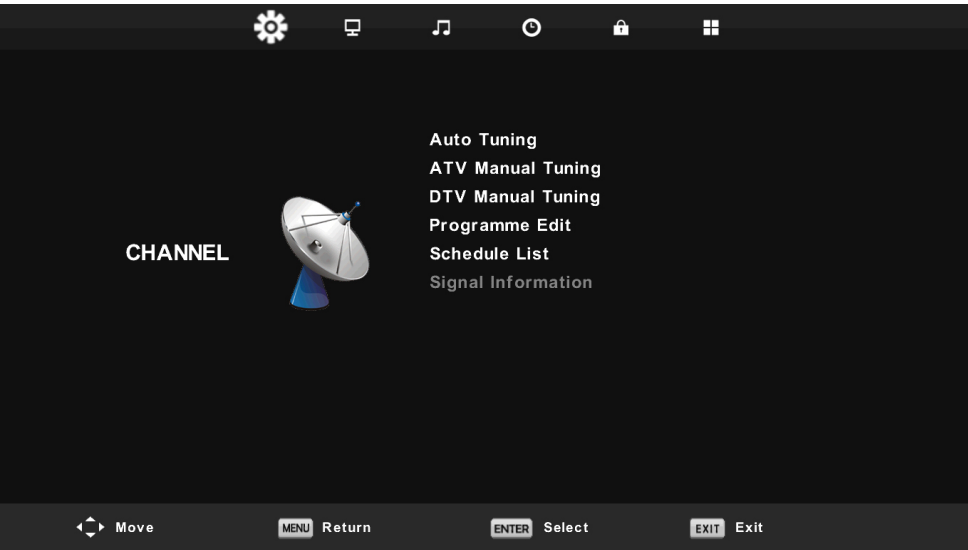 CHANNEL
Auto Tuning
ATV Manual Tuning
DTV Manual Tuning
Programme Edit
Schedule List
Signal Information
Move
MENU Return
ENTER Select
EXIT Exit